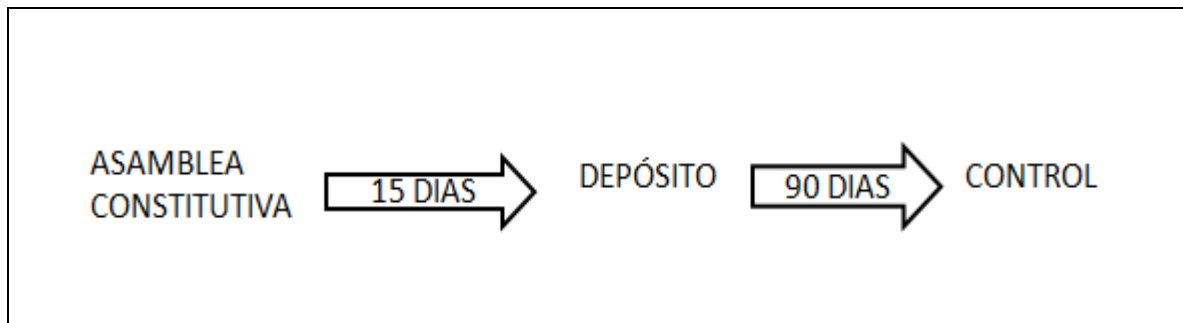 ASAMBLEA
CONSTITUTIVA
15 DIAS
DEPÓSITO
90 DIAS
CONTROL